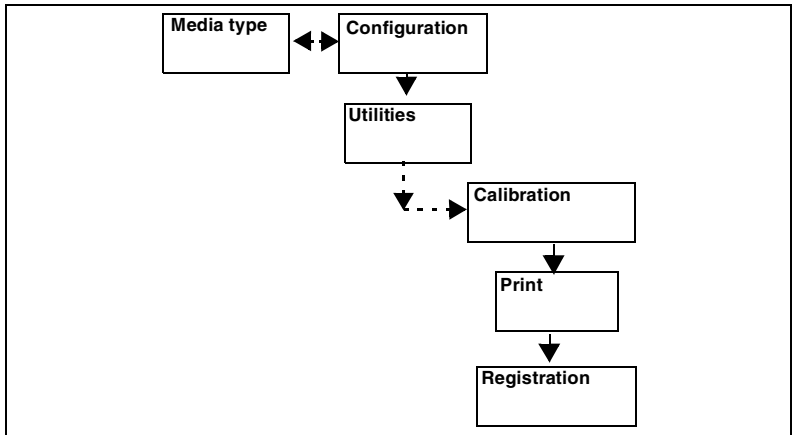 Media type
Configuration
Utilities
Calibration
Print
Registration